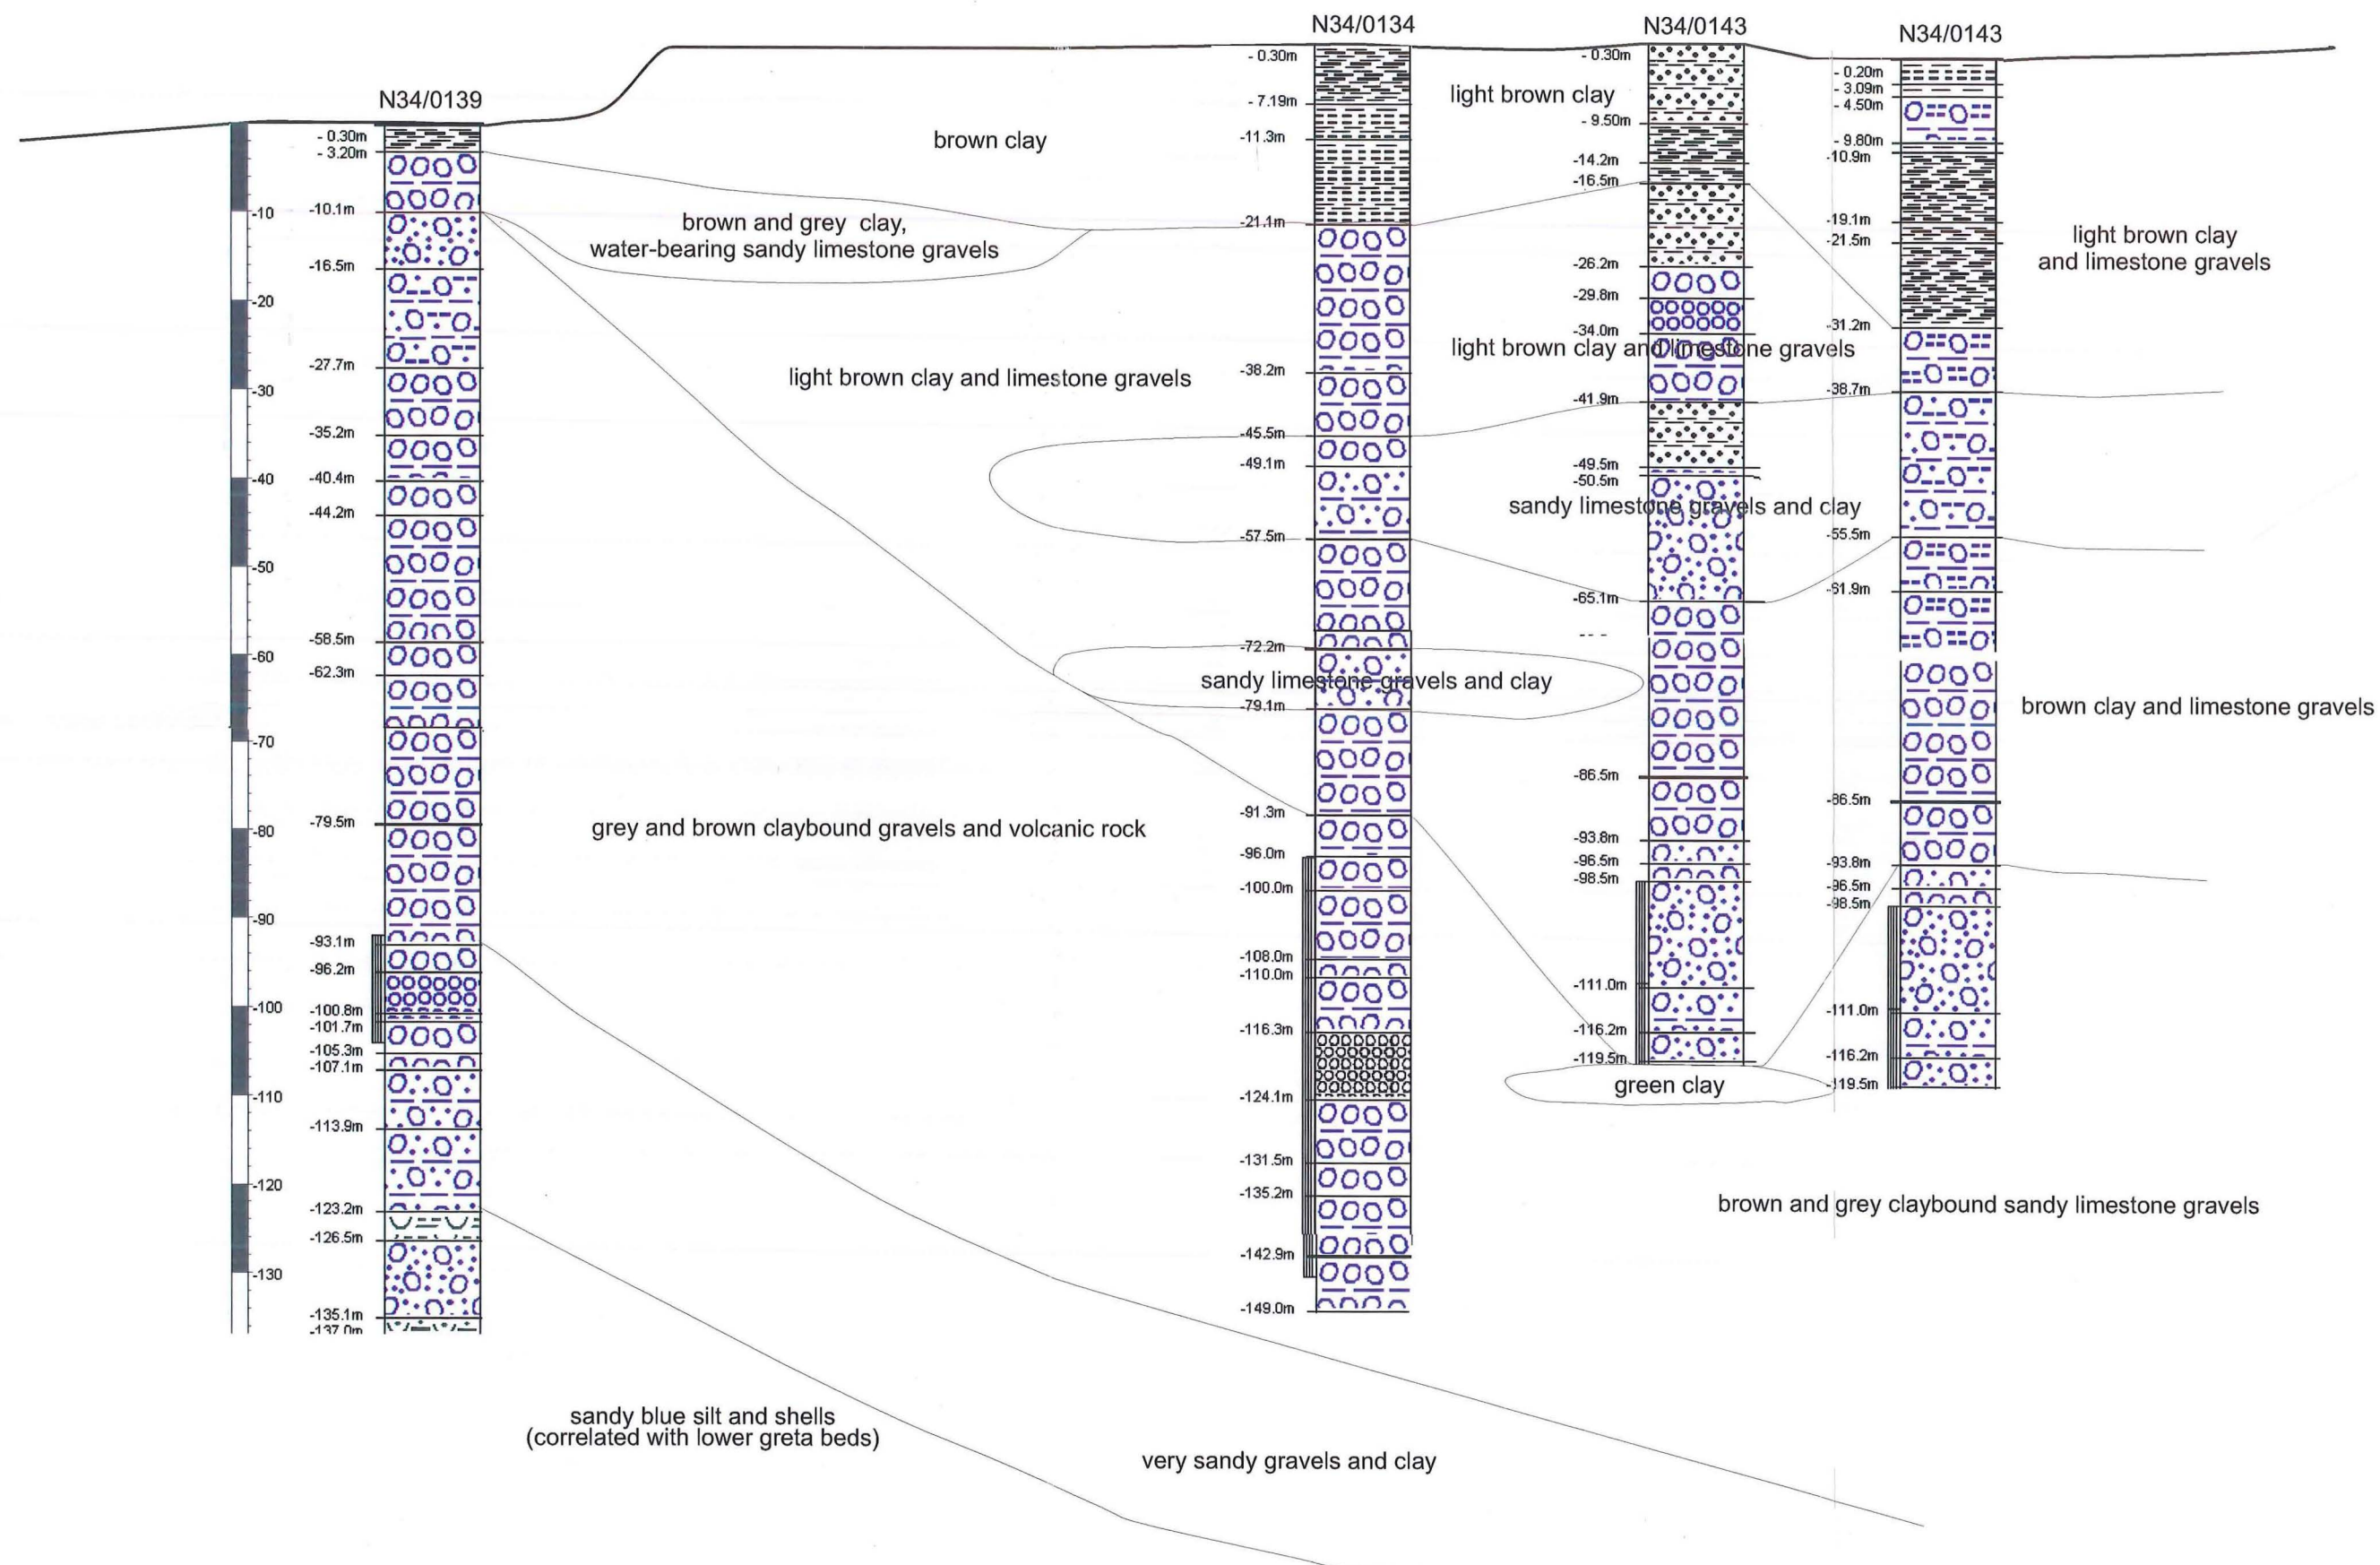 N34/0134
N34/0143
N34/0143
N34/0139
- 0.30m
- 3.20m
-10.1m
-16.5m
-27.7m
-35.2m
-40.4m
-44.2m
-58.5m
-62.3m
-79.5m
-93.1m
-96.2m
-100.8m
-101.7m
-105.3m
-107.1m
-113.9m
-123.2m
-126.5m
-135.1m
-137.0m
-10
-20
-30
-40
-50
-60
-70
-80
-90
-100
-110
-120
-130
brown clay
brown and grey clay,
water-bearing sandy limestone gravels
light brown clay and limestone gravels
grey and brown claybound gravels and volcanic rock
sandy blue silt and shells
(correlated with lower greta beds)
very sandy gravels and clay
- 0.30m
- 7.19m
-11.3m
-21.1m
-38.2m
-45.5m
-49.1m
-57.5m
-72.2m
-79.1m
-91.3m
-96.0m
-100.0m
-108.0m
-110.0m
-116.3m
-124.1m
-131.5m
-135.2m
-142.9m
-149.0m
sandy limestone gravels and clay
light brown clay
- 0.30m
- 9.50m
-14.2m
-16.5m
-26.2m
-29.8m
-34.0m
light brown clay and limestone gravels
-41.9m
-49.5m
-50.5m
sandy limestone gravels and clay
-65.1m
- - -
-86.5m
-93.8m
-96.5m
-98.5m
-111.0m
-116.2m
-119.5m
green clay
- 0.20m
- 3.09m
- 4.50m
- 9.80m
-10.9m
-19.1m
-21.5m
-31.2m
-38.7m
-55.5m
-61.9m
-86.5m
-93.8m
-96.5m
-98.5m
-111.0m
-116.2m
-119.5m
light brown clay
and limestone gravels
brown clay and limestone gravels
brown and grey claybound sandy limestone gravels